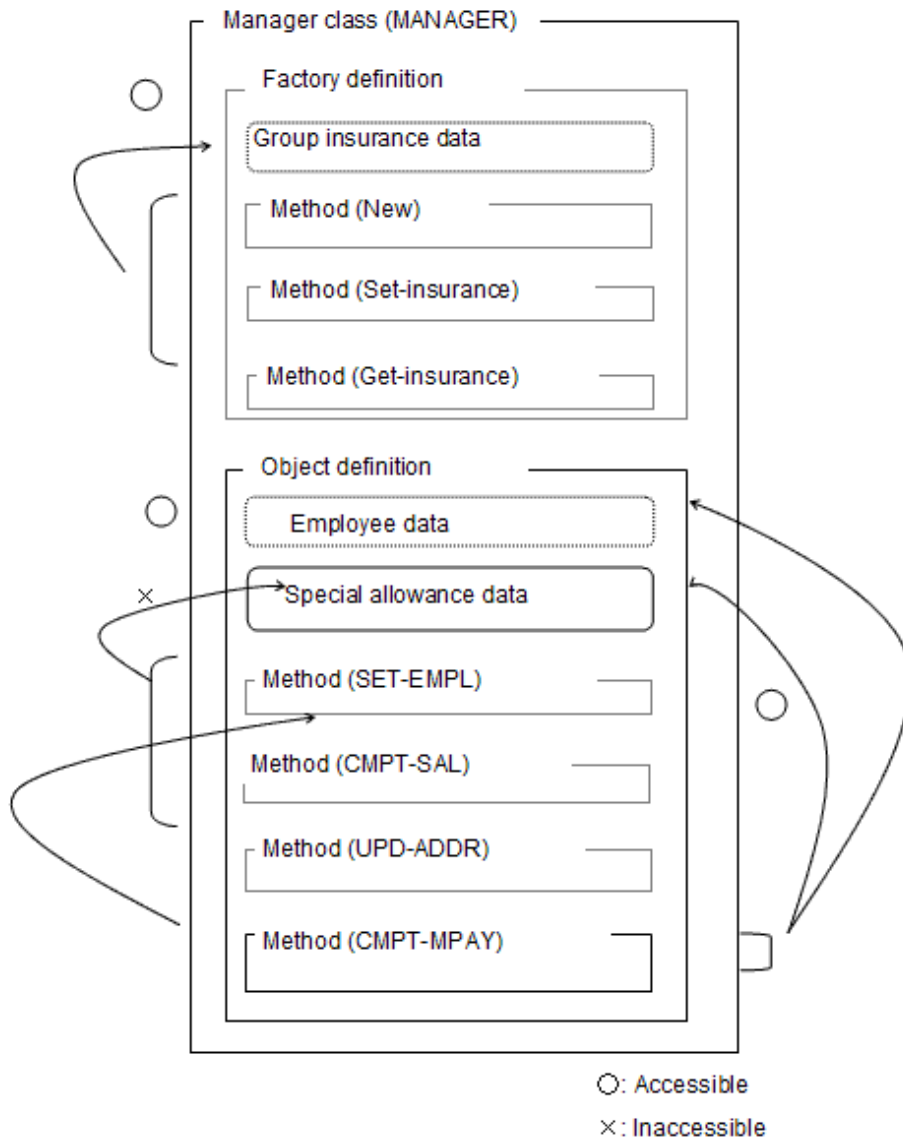 Manager class (MANAGER)
Factory definition
Group insurance data
Method (New)
Method (Set-insurance)
Method (Get-insurance)
Object definition
Employee data
Special allowance data
Method (SET-EMPL)
Method (CMPT-SAL)
Method (UPD-ADDR)
Method (CMPT-MPAY)
○: Accessible
×: Inaccessible